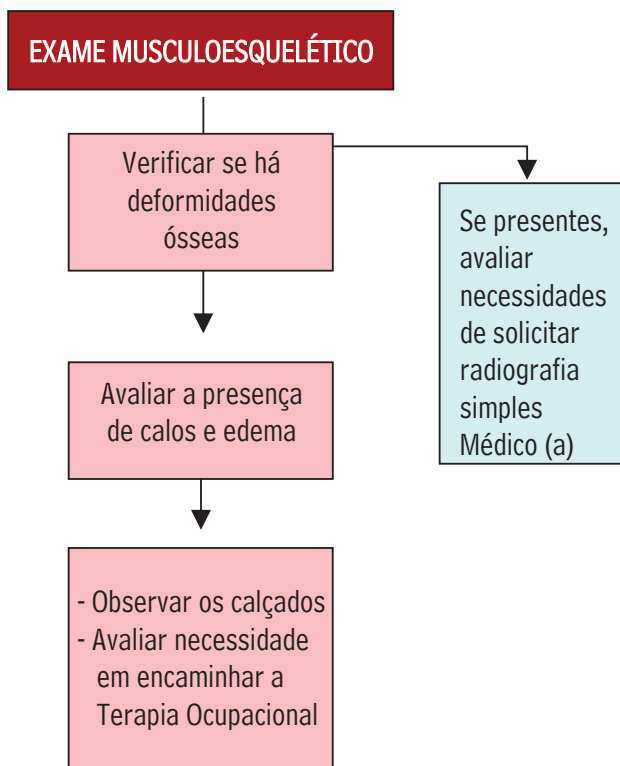 EXAME MUSCULOESQUELÉTICO
Verificar se há
deformidades
ósseas
Se presentes,
avaliar
necessidades
de solicitar
radiografia
simples
Médico (a)
Avaliar a presença
de calos e edema
- Observar os calçados
- Avaliar necessidade
em encaminhar a
Terapia Ocupacional